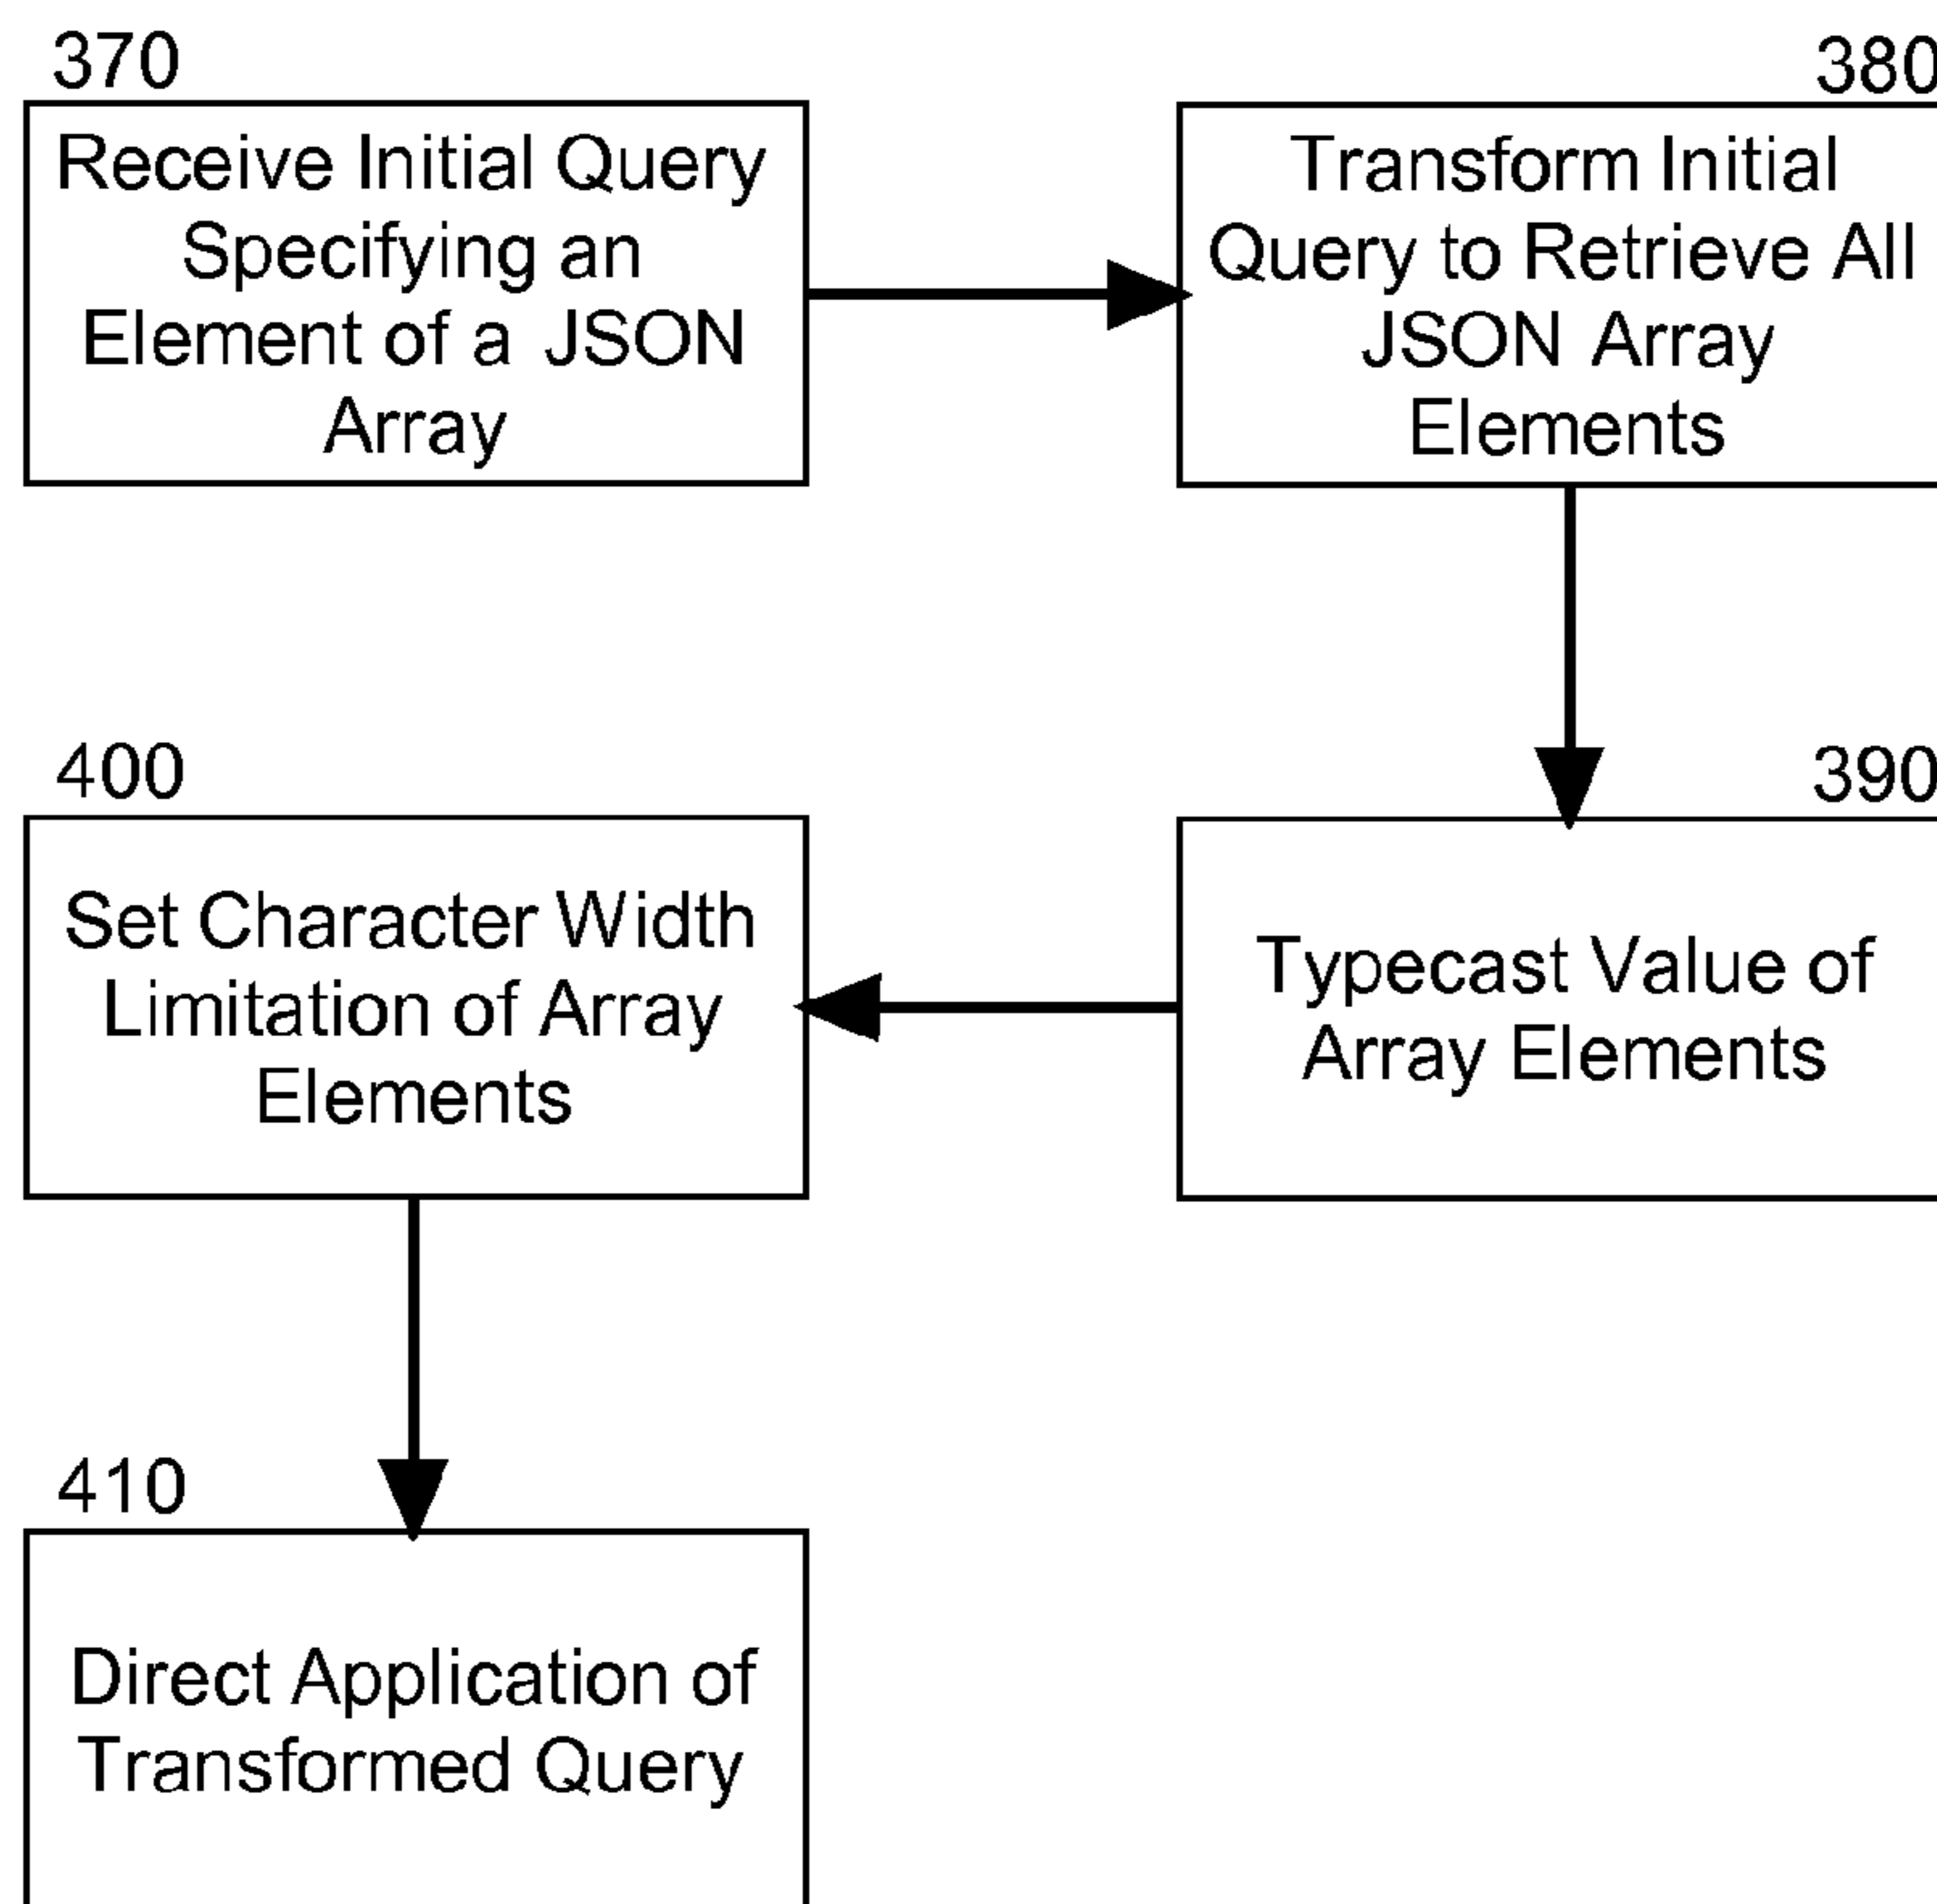 370
Receive Initial Query
Specifying an
Element of a JSON
Array
380
Transform Initial
Query to Retrieve All
JSON Array
Elements
390
Typecast Value of
Array Elements
400
Set Character Width
Limitation of Array
Elements
410
Direct Application of
Transformed Query